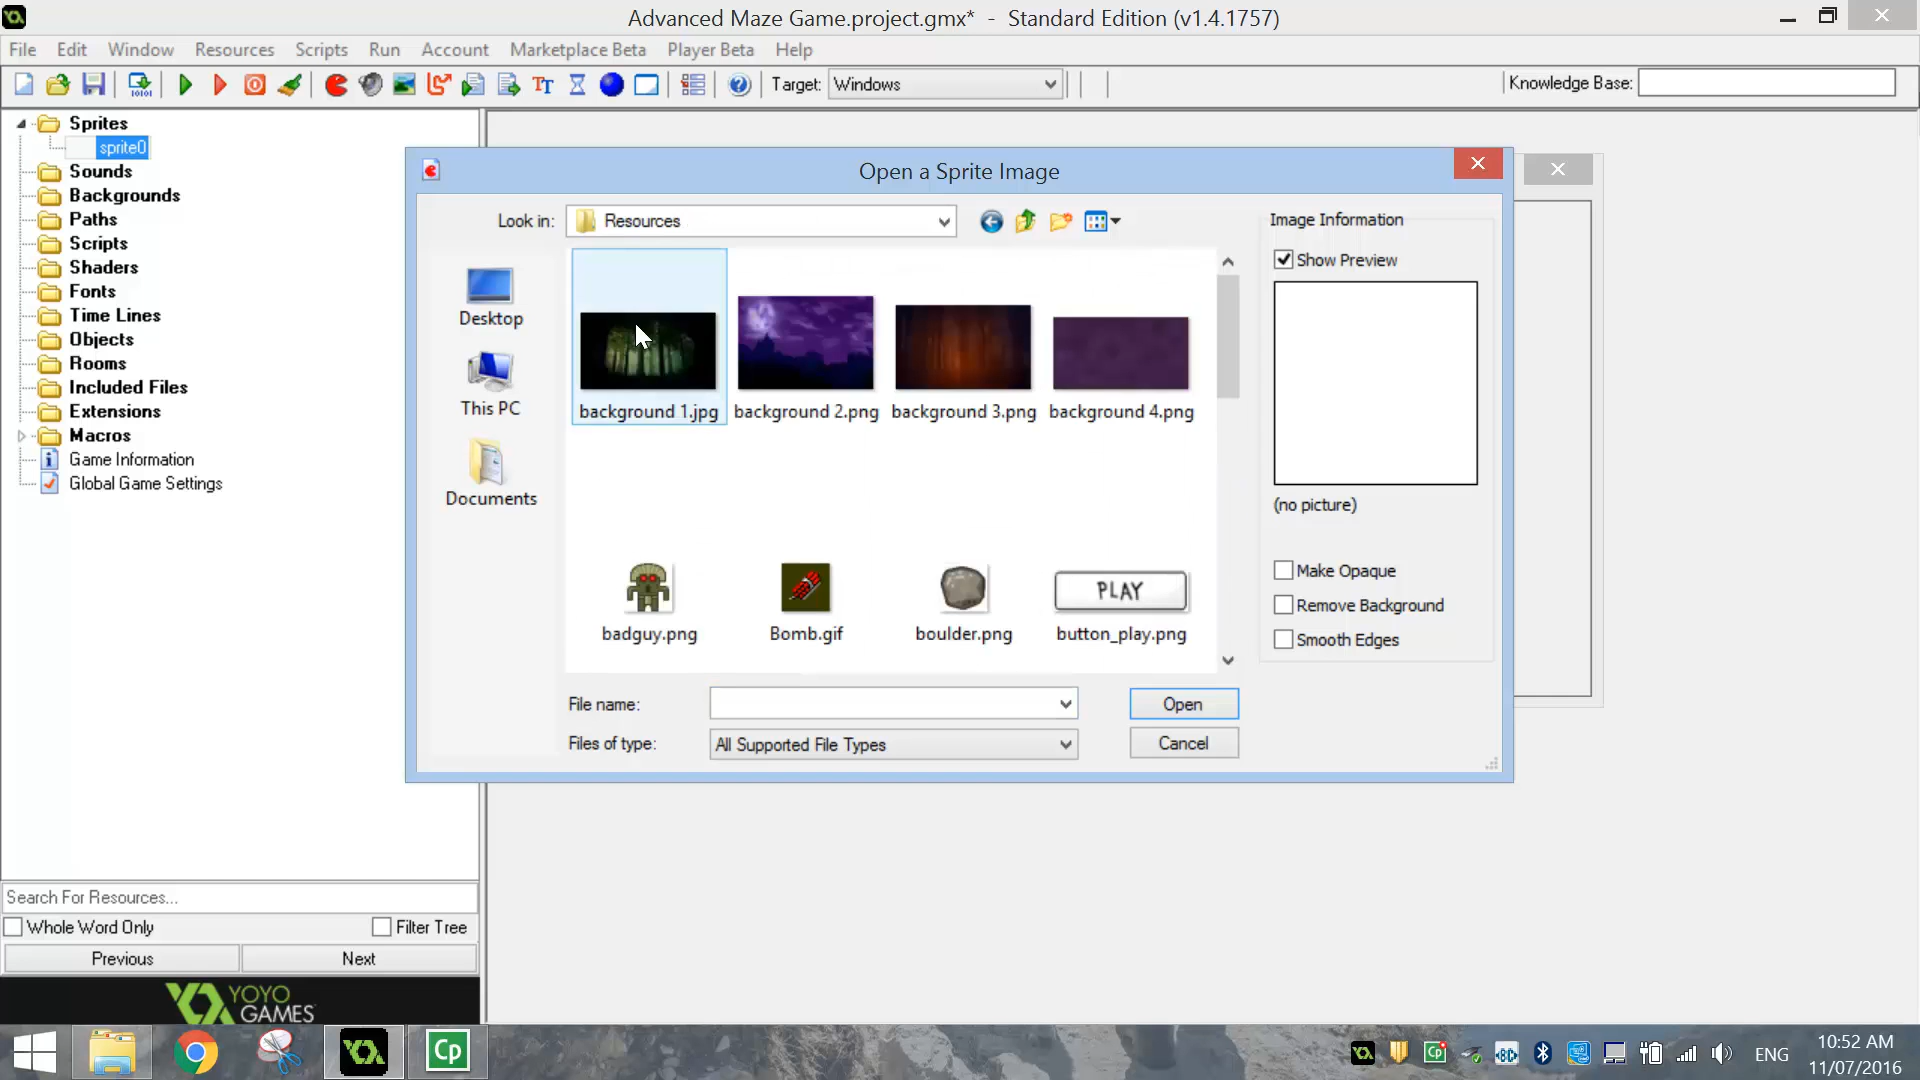 Advanced Maze Game.project.gmx* - Standard Edition (v1.4.1757)
File Edit Window Resources Scripts Run Account Marketplace Beta Player Beta Help
Target: Windows
Knowledge Base:
Sprites
sprite0
Sounds
Backgrounds
Paths
Scripts
Shaders
Fonts
Time Lines
Objects
Rooms
Included Files
Extensions
Macros
Game Information
Global Game Settings
Search For Resources...
Whole Word Only
Filter Tree
Previous
Next
YOYO
GAMES
Open a Sprite Image
Look in: Resources
Desktop
This PC
Documents
background 1.jpg
background 2.png
background 3.png
background 4.png
PLAY
badguy.png
Bomb.gif
boulder.png
button_play.png
File name:
Open
Files of type: All Supported File Types
Cancel
Image Information
Show Preview
(no picture)
Make Opaque
Remove Background
Smooth Edges
Cp
ENG
10:52 AM
11/07/2016